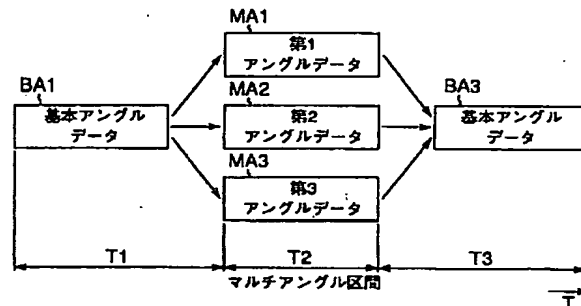 MA1
第1
アングルデータ
BA1
基本アングル
データ
MA2
第2
アングルデータ
BA3
基本アングル
データ
MA3
第3
アングルデータ
T1
T2
T3
マルチアングル区間
T